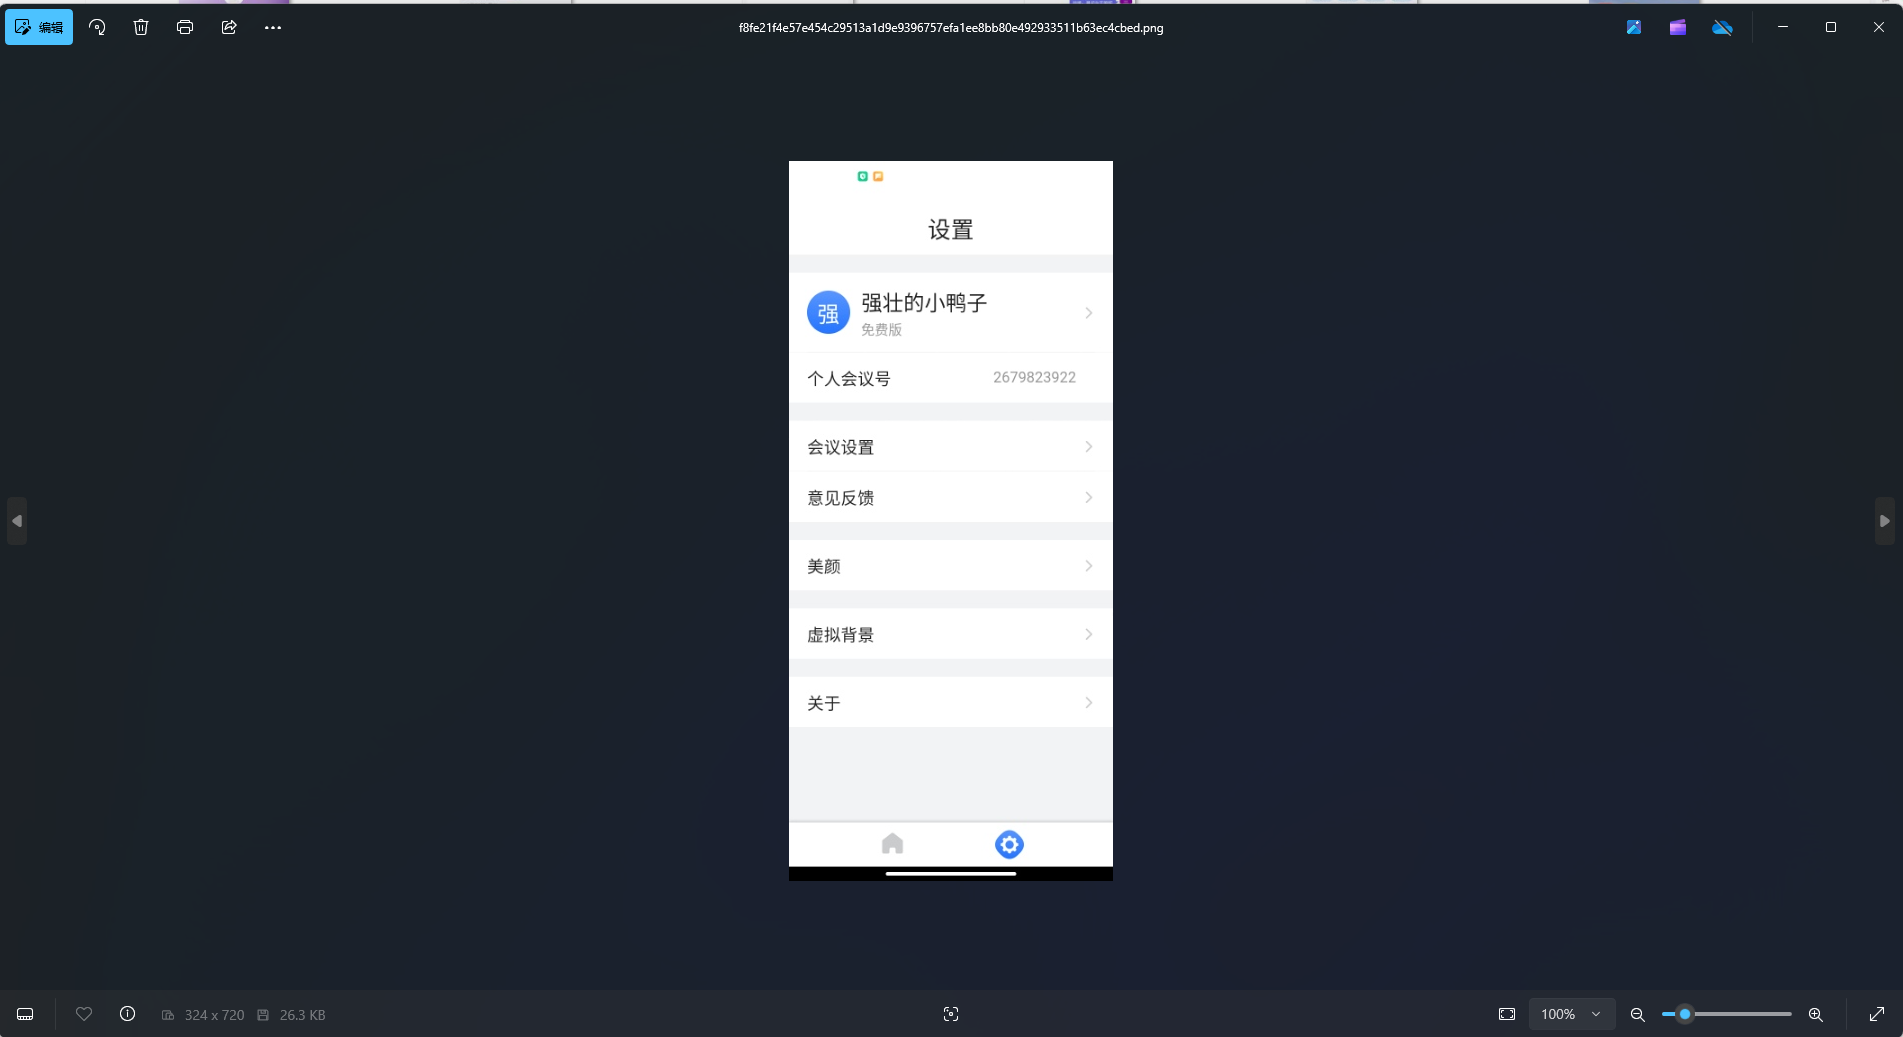 编辑
f8fe21f4e57e454c29513a1d9e9396757efa1ee8bb80e492933511b63ec4cbed.png
设置
强
强壮的小鸭子
免费版
个人会议号 2679823922
会议设置
意见反馈
美颜
虚拟背景
关于
324 x 720 26.3 KB 100%